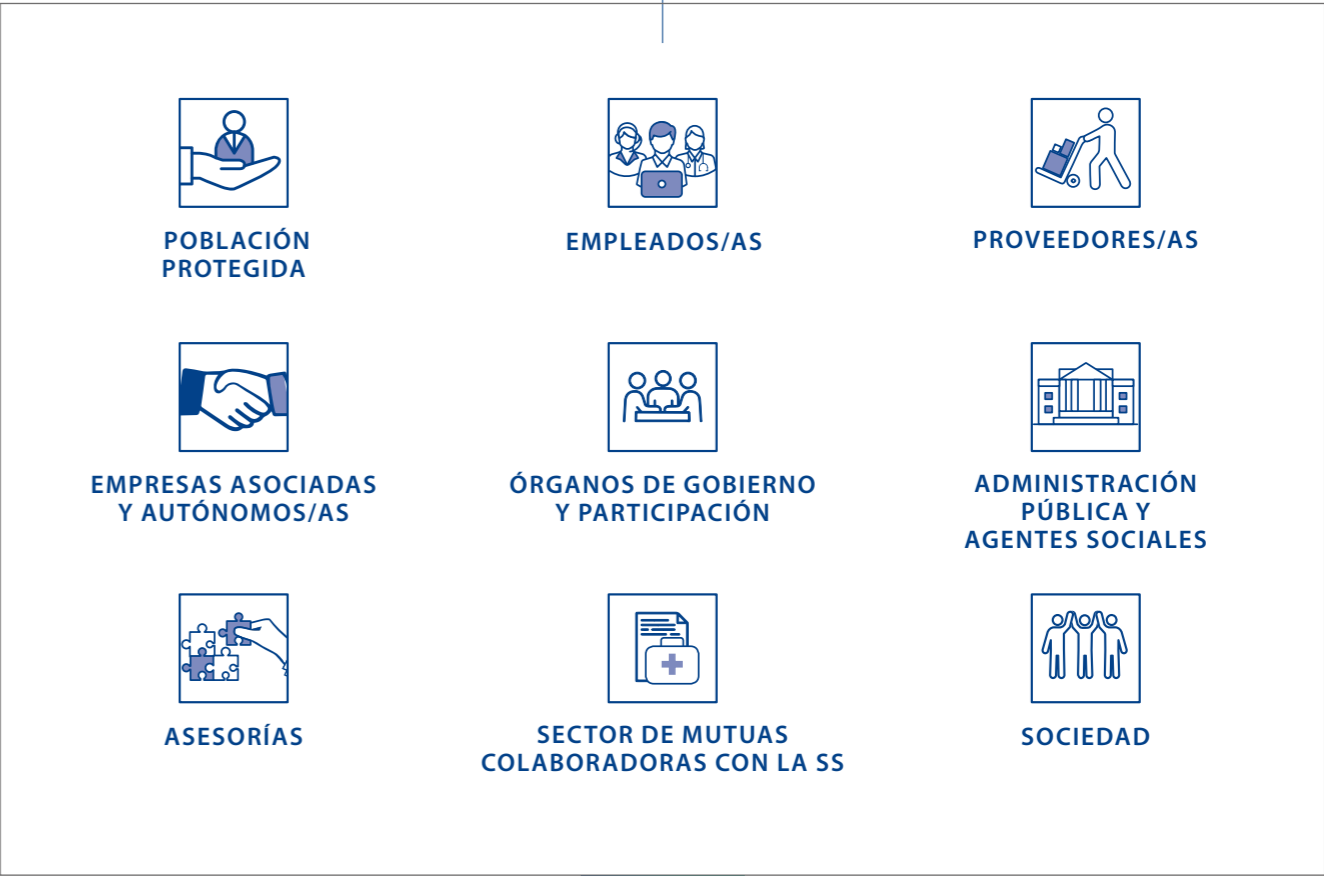 POBLACIÓN
PROTEGIDA
EMPLEADOS/AS
PROVEEDORES/AS
EMPRESAS ASOCIADAS
Y AUTÓNOMOS/AS
ÓRGANOS DE GOBIERNO
Y PARTICIPACIÓN
ADMINISTRACIÓN
PÚBLICA Y
AGENTES SOCIALES
ASESORÍAS
SECTOR DE MUTUAS
COLABORADORAS CON LA SS
SOCIEDAD